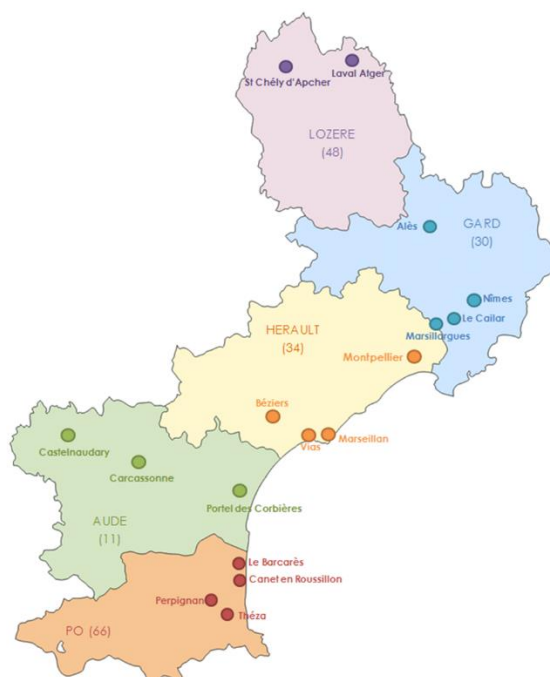 Laval Atger
St Chély d'Apcher
LOZERE
(48)
Alès
GARD
(30)
Nîmes
Le Cailar
Marsillargues
HERAULT
(34)
Montpellier
Béziers
Marseillan
Vias
Castelnaudary
Carcassonne
Portel des Corbières
AUDE
(11)
Le Barcarès
Canet en Roussillon
Perpignan
Théza
PO (66)